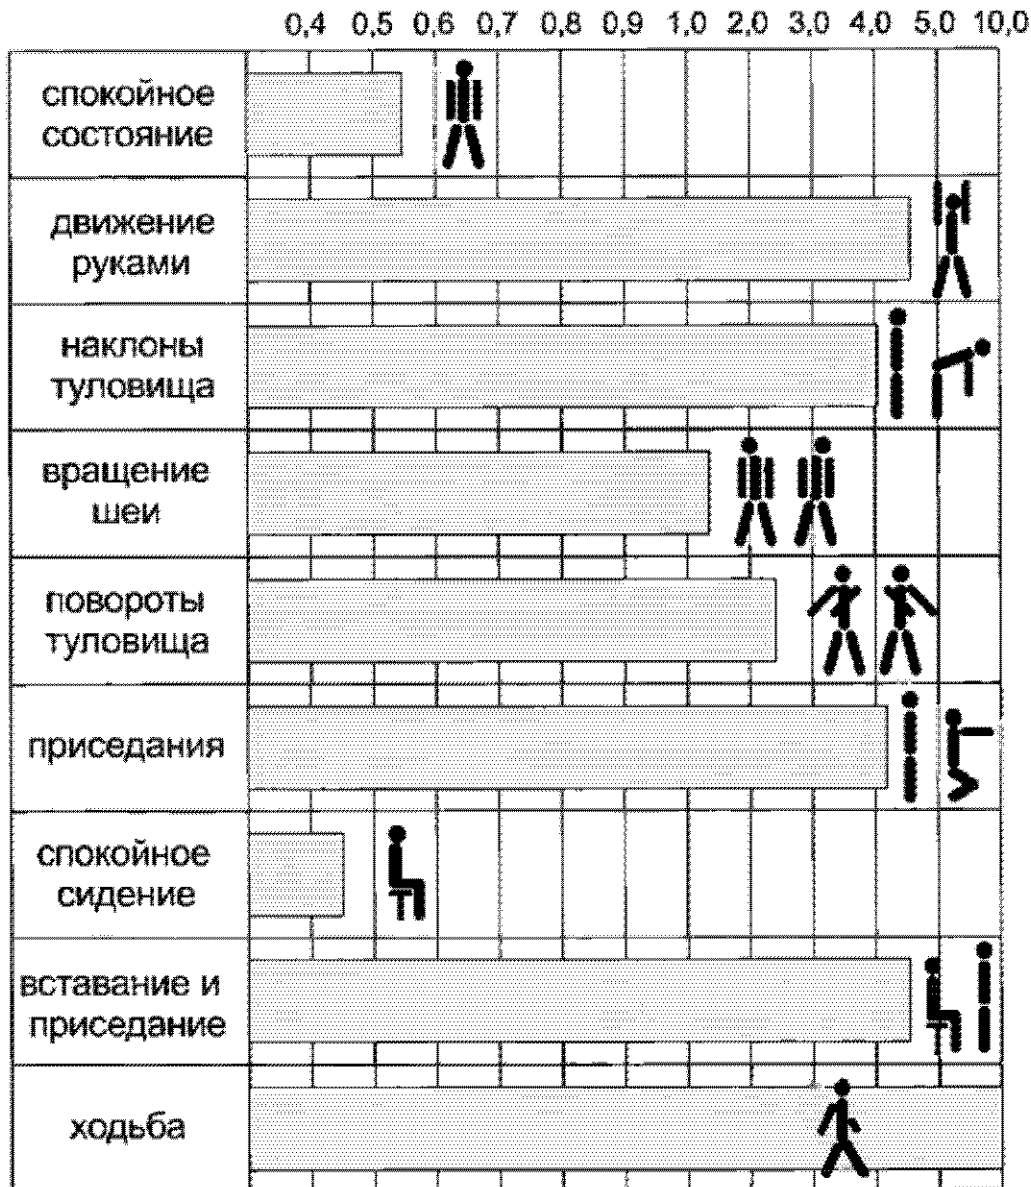 0,4 0,5 0,6 0,7 0,8 0,9 1,0 2,0 3,0 4,0 5,0 10,0
спокойное
состояние
движение
руками
наклоны
туловища
вращение
шеи
повороты
туловища
приседания
спокойное
сидение
вставание и
приседание
ходьба